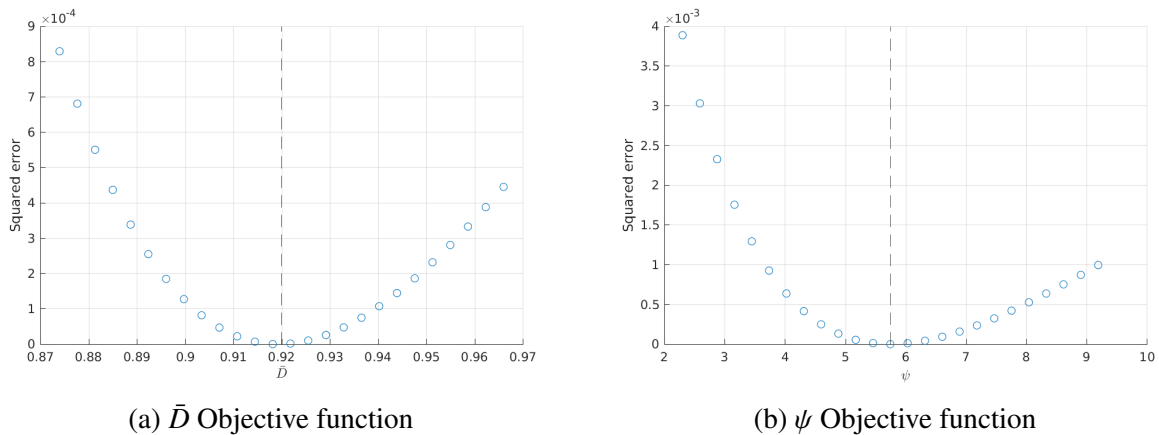 ×10⁻⁴
9
8
7
6
5
4
3
2
1
0
Squared error
0.87 0.88 0.89 0.9 0.91 0.92 0.93 0.94 0.95 0.96 0.97
D̄
(a) D̄ Objective function
×10⁻³
4
3.5
3
2.5
2
1.5
1
0.5
0
Squared error
2 3 4 5 6 7 8 9 10
ψ
(b) ψ Objective function